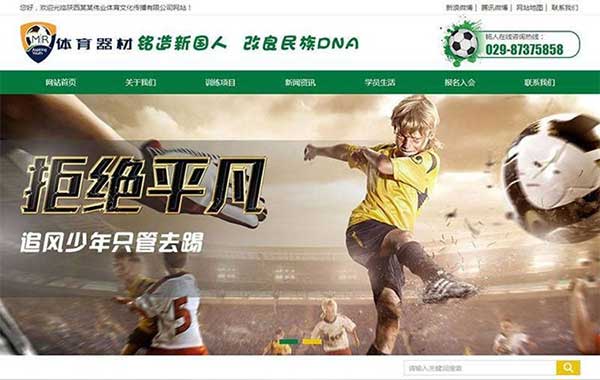 您好，欢迎光临陕西某某伟业体育文化传播有限公司网站！
新浪微博| 腾讯微博| 网站地图| 联系我们
MR
体育器材 铭造新国人 改良民族DNA
铭人在线咨询热线：
029-87375858
网站首页 关于我们 训练项目 新闻资讯 学员生活 报名入会 联系我们
拒绝平凡
追风少年只管去踢
5
请输入关键词搜索